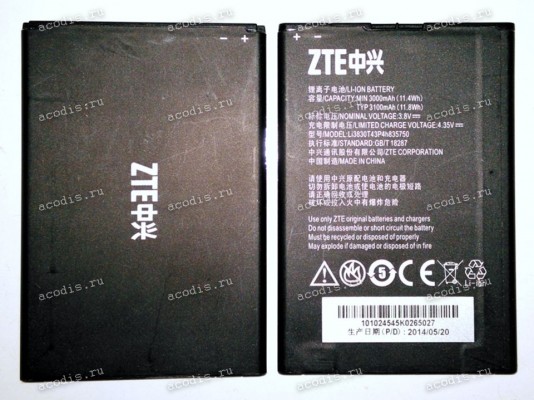 ZTE中兴
- +
+ -
ZTE中兴
锂离子电池/LI-ION BATTERY
容量/CAPACITY:MIN 3000mAh (11.4Wh)
TYP 3100mAh (11.8Wh)
标称电压/NOMINAL VOLTAGE:3.8V⎓
充电限制电压/LIMITED CHARGE VOLTAGE:4.35V⎓
型号/MODEL:Li3830T43P4h835750
执行标准/STANDARD:GB/T 18287
中兴通讯股份有限公司/ZTE CORPORATION
中国制造/MADE IN CHINA
请使用中兴原配电池和充电器
切勿拆卸电池或使电池的电极短路
请正确回收或处理
破坏或投入火中有爆炸危险
Use only ZTE original batteries and chargers
Do not disassemble or short circuit the battery
Must be recycled or disposed properly
May explode if damaged or disposed in fire
5
Li-ion
101024545K0265027
生产日期 (P/D): 2014/05/20
acodis.ru